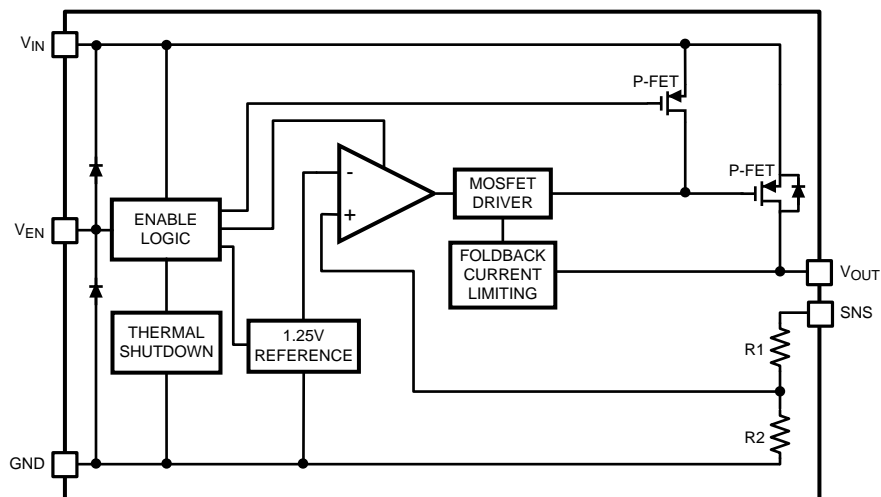 VIN
P-FET
P-FET
-
+
MOSFET
DRIVER
VEN
ENABLE
LOGIC
FOLDBACK
CURRENT
LIMITING
VOUT
SNS
THERMAL
SHUTDOWN
1.25V
REFERENCE
R1
R2
GND